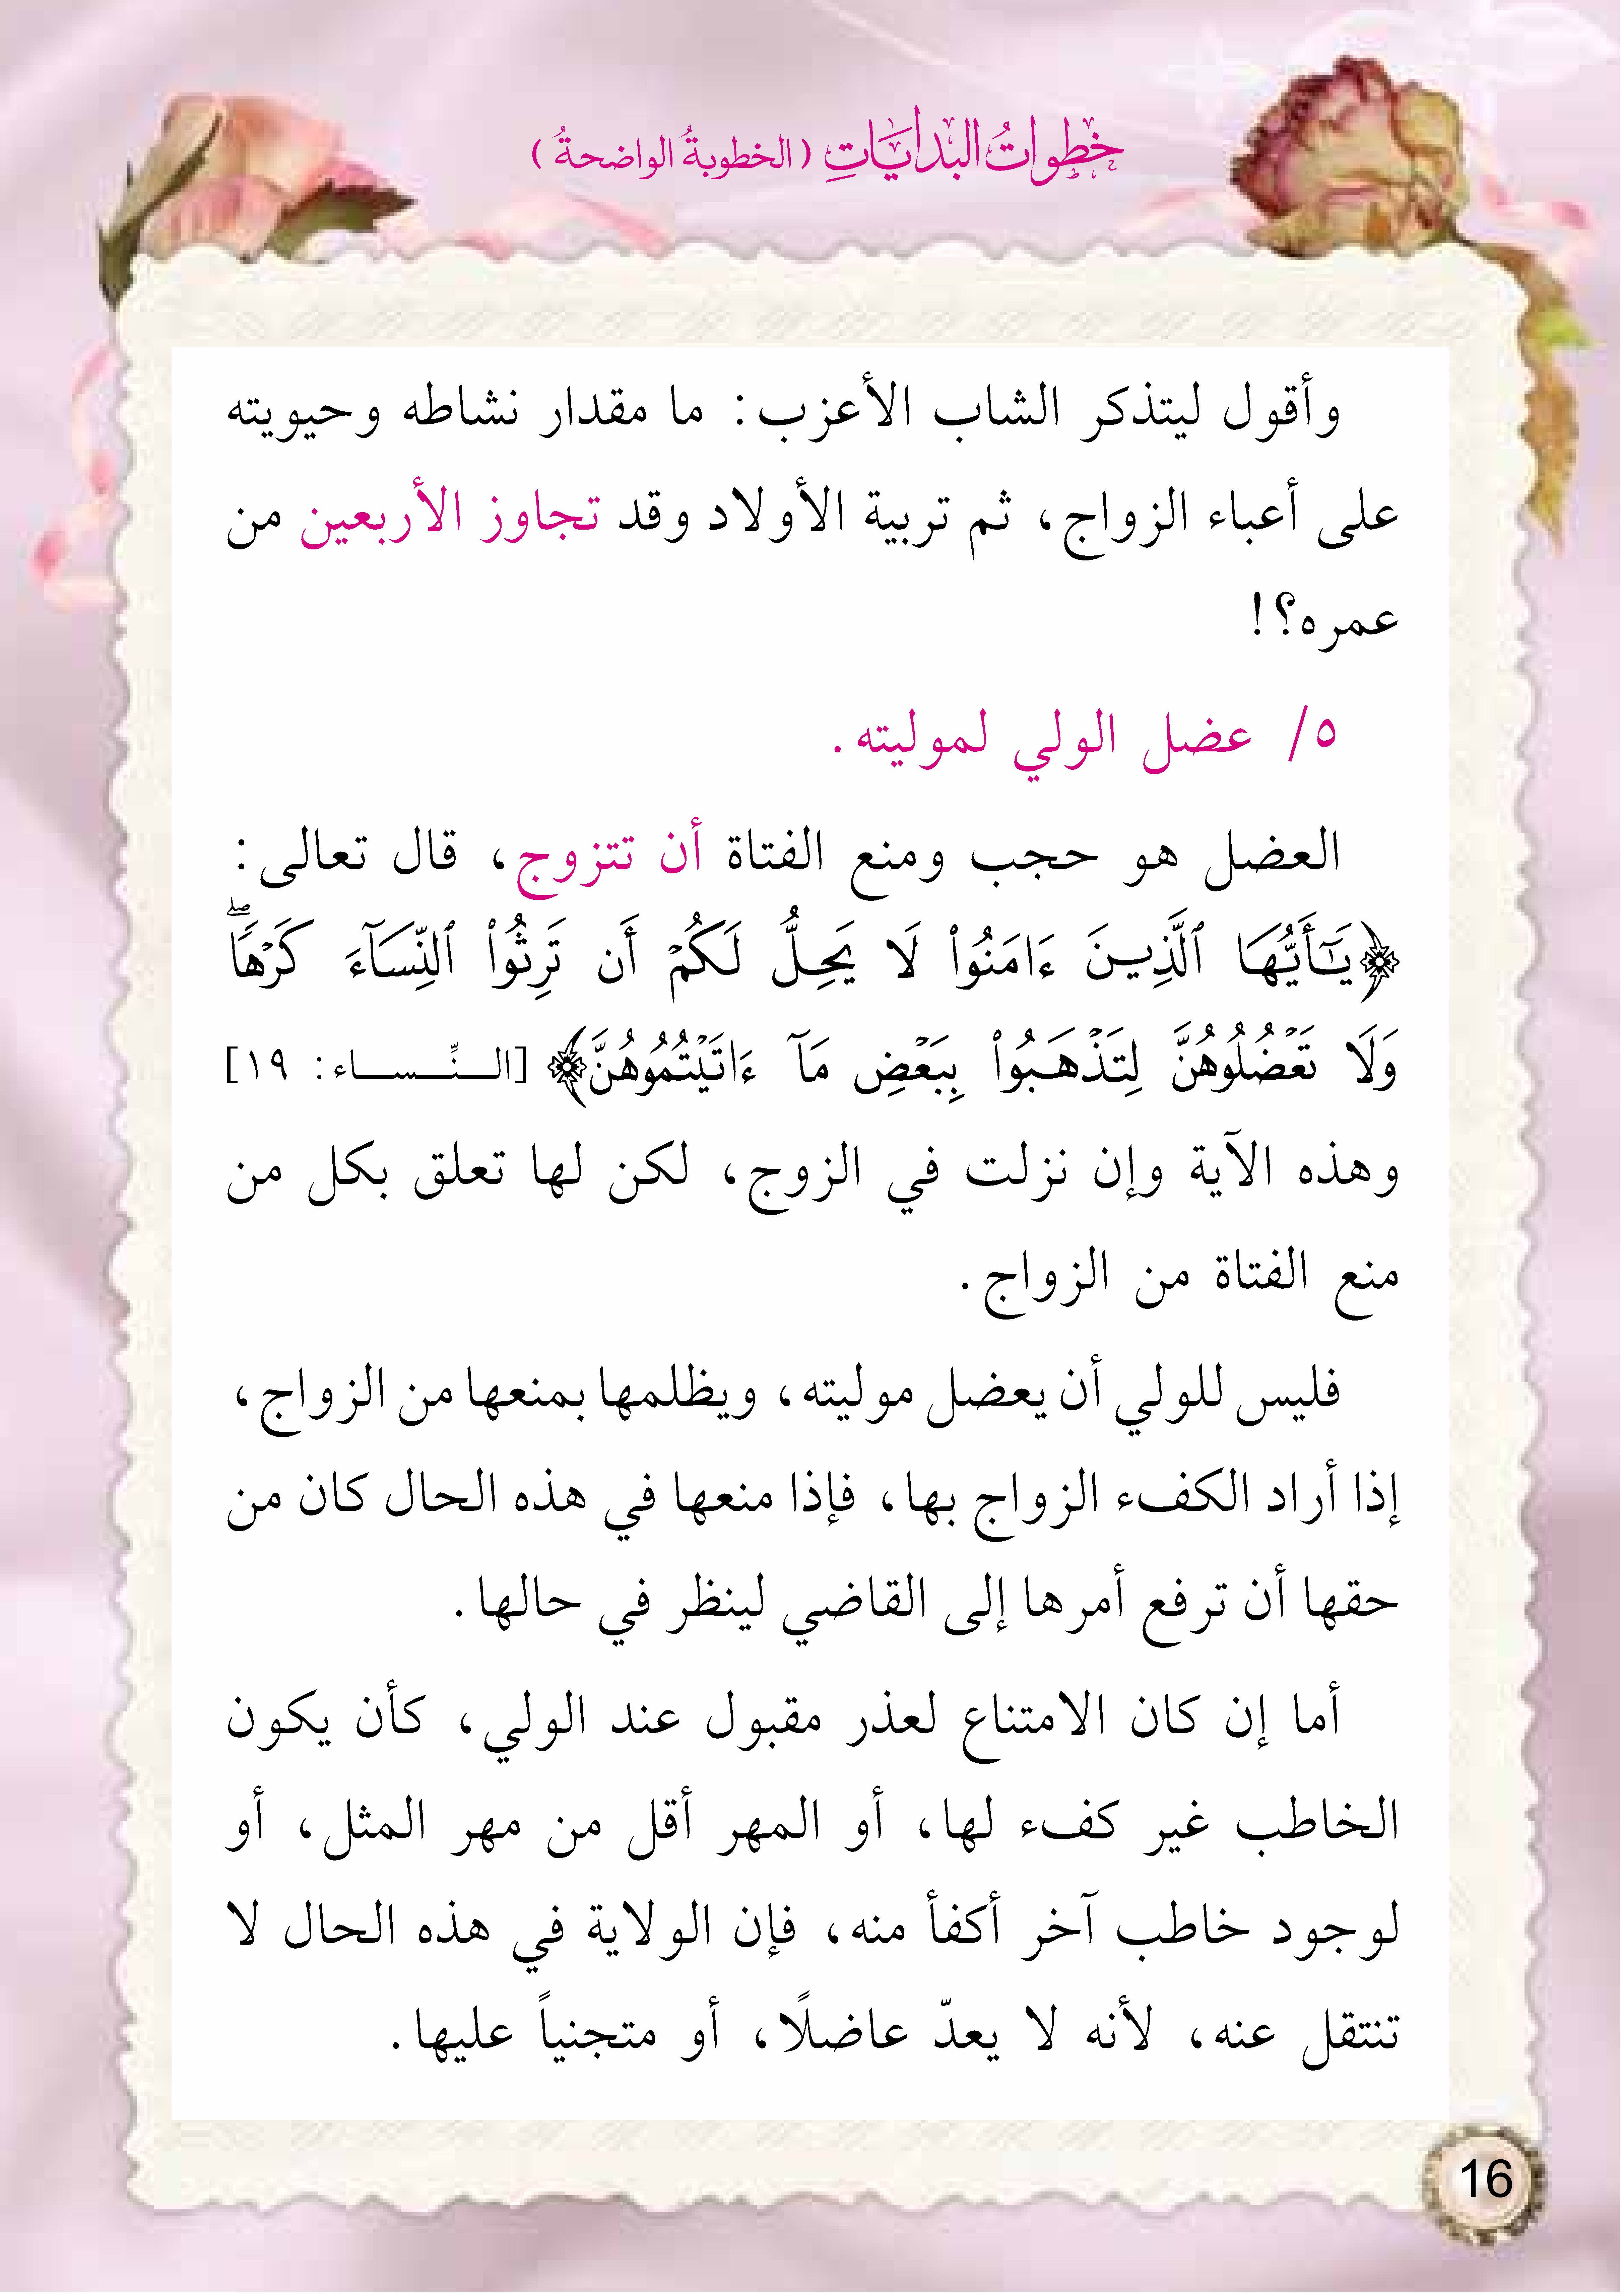 خطوات البدايات (الخطوبةُ الواضحةُ)
وأقول ليتذكر الشاب الأعزب: ما مقدار نشاطه وحيويته
على أعباء الزواج، ثم تربية الأولاد وقد تجاوز الأربعين من
عمره؟!
٥/ عضل الولي لموليته.
العضل هو حجب ومنع الفتاة أن تتزوج، قال تعالى:
﴿يَـٰٓأَيُّهَا ٱلَّذِينَ ءَامَنُوا۟ لَا يَحِلُّ لَكُمْ أَن تَرِثُوا۟ ٱلنِّسَآءَ كَرْهًا ۖ
وَلَا تَعْضُلُوهُنَّ لِتَذْهَبُوا۟ بِبَعْضِ مَآ ءَاتَيْتُمُوهُنَّ﴾ [النِّساء: ١٩]
وهذه الآية وإن نزلت في الزوج، لكن لها تعلق بكل من
منع الفتاة من الزواج.
فليس للولي أن يعضل موليته، ويظلمها بمنعها من الزواج،
إذا أراد الكفء الزواج بها، فإذا منعها في هذه الحال كان من
حقها أن ترفع أمرها إلى القاضي لينظر في حالها.
أما إن كان الامتناع لعذر مقبول عند الولي، كأن يكون
الخاطب غير كفء لها، أو المهر أقل من مهر المثل، أو
لوجود خاطب آخر أكفأ منه، فإن الولاية في هذه الحال لا
تنتقل عنه، لأنه لا يعدّ عاضلًا، أو متجنياً عليها.
16